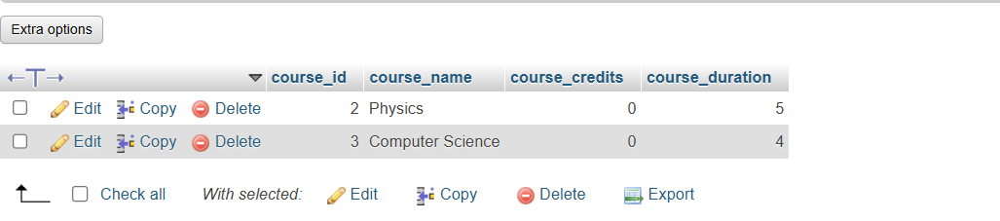 Extra options
course_id course_name course_credits course_duration
Edit Copy Delete 2 Physics 0 5
Edit Copy Delete 3 Computer Science 0 4
Check all With selected: Edit Copy Delete Export